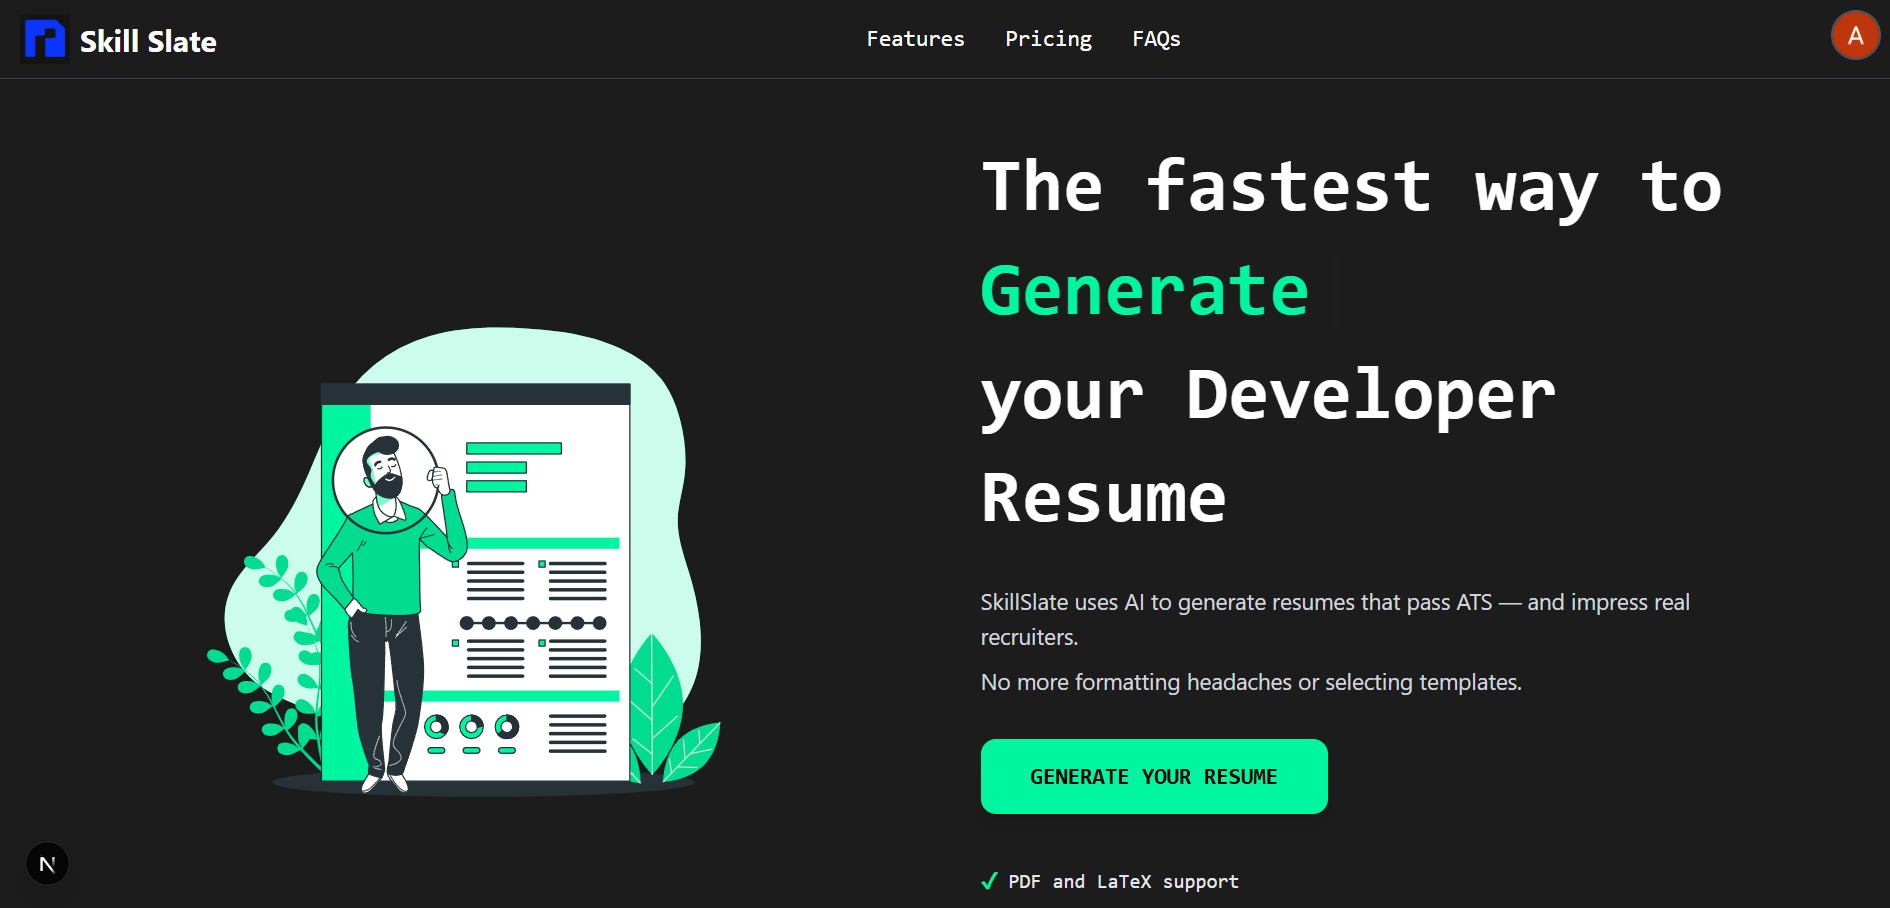 Skill Slate
Features Pricing FAQs
A
The fastest way to
Generate
your Developer
Resume
SkillSlate uses AI to generate resumes that pass ATS — and impress real
recruiters.
No more formatting headaches or selecting templates.
GENERATE YOUR RESUME
N
✓ PDF and LaTeX support